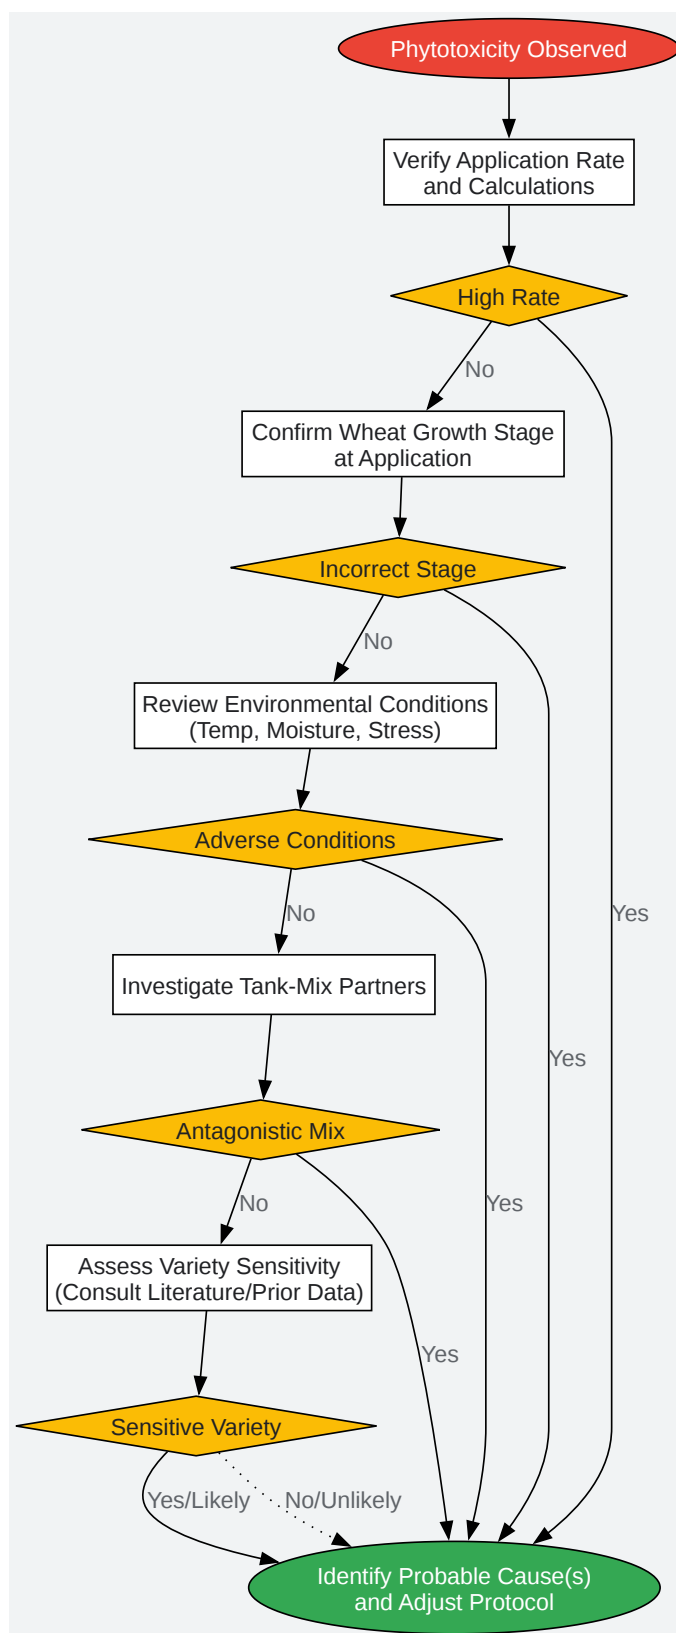 Phytotoxicity Observed
Verify Application Rate
and Calculations
High Rate
No
Confirm Wheat Growth Stage
at Application
Incorrect Stage
No
Review Environmental Conditions
(Temp, Moisture, Stress)
Adverse Conditions
No
Yes
Investigate Tank-Mix Partners
Yes
Antagonistic Mix
No
Yes
Assess Variety Sensitivity
(Consult Literature/Prior Data)
Yes
Sensitive Variety
Yes/Likely
No/Unlikely
Identify Probable Cause(s)
and Adjust Protocol